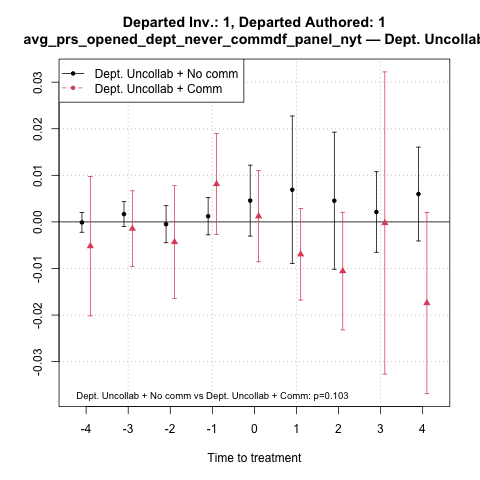 Departed Inv.: 1, Departed Authored: 1
avg_prs_opened_dept_never_commdf_panel_nyt — Dept. Uncollab
Dept. Uncollab + No comm
Dept. Uncollab + Comm
0.03
0.02
0.01
0.00
-0.01
-0.02
-0.03
Dept. Uncollab + No comm vs Dept. Uncollab + Comm: p=0.103
-4 -3 -2 -1 0 1 2 3 4
Time to treatment